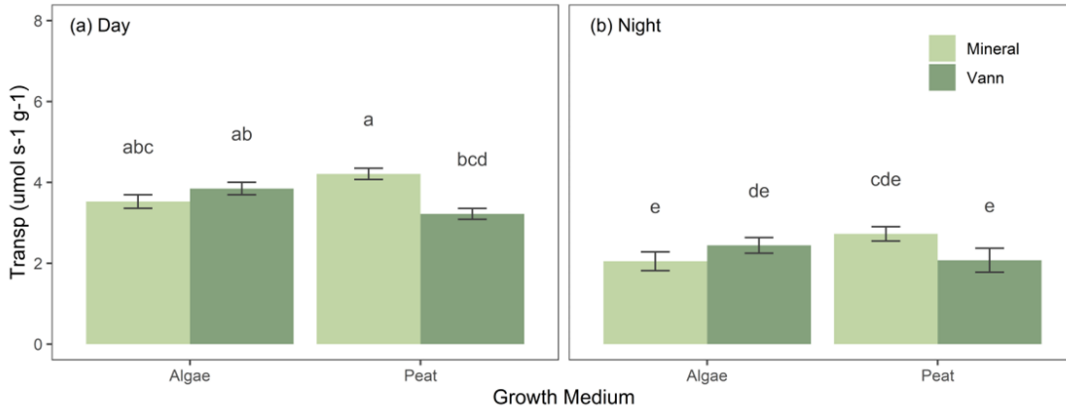 (a) Day
(b) Night
Mineral
Vann
Transp (umol s-1 g-1)
8
6
4
2
0
abc
ab
a
bcd
e
de
cde
e
Algae
Peat
Algae
Peat
Growth Medium